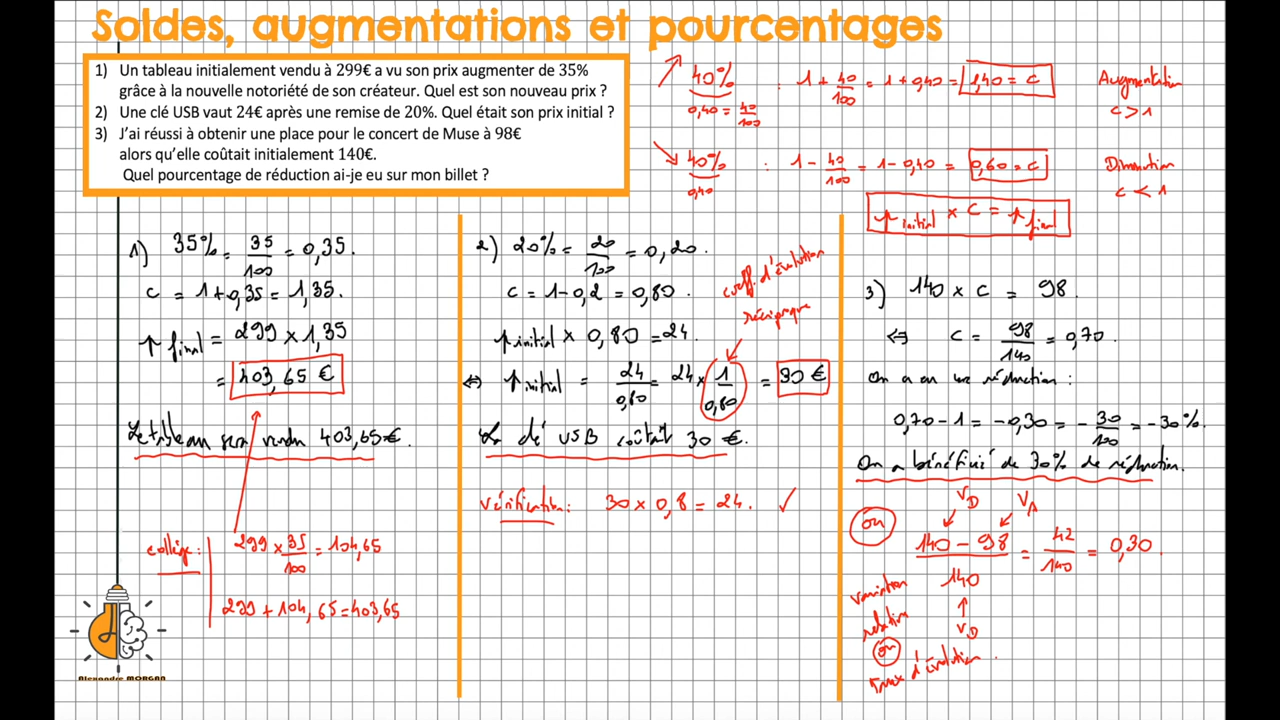 Soldes, augmentations et pourcentages
1) Un tableau initialement vendu à 299€ a vu son prix augmenter de 35%
grâce à la nouvelle notoriété de son créateur. Quel est son nouveau prix ?
2) Une clé USB vaut 24€ après une remise de 20%. Quel était son prix initial ?
3) J'ai réussi à obtenir une place pour le concert de Muse à 98€
alors qu'elle coûtait initialement 140€.
Quel pourcentage de réduction ai-je eu sur mon billet ?
↗ 40% : 1 + 40/100 = 1 + 0,40 = 1,40 = c Augmentation
0,40 = 40/100 c > 1
↘ 40% : 1 - 40/100 = 1 - 0,40 = 0,60 = c Diminution
0,40 c < 1
p initial × c = p final
1) 35% = 35/100 = 0,35.
c = 1 + 0,35 = 1,35.
p final = 299 × 1,35
= 403,65 €
Le tableau sera vendu 403,65€.
collège : 299 × 35/100 = 104,65
299 + 104,65 = 403,65
2) 20% = 20/100 = 0,20.
c = 1 - 0,2 = 0,80.
p initial × 0,80 = 24.
⇔ p initial = 24/0,80 = 24 × 1/0,80 = 30 €
coeff. d'évolution
réciproque
La clé USB coûtait 30 €.
Vérification : 30 × 0,8 = 24. ✓
3) 140 × c = 98.
⇔ c = 98/140 = 0,70.
On a eu une réduction :
0,70 - 1 = -0,30 = -30/100 = -30%.
On a bénéficié de 30% de réduction.
ou
VD VA
140 - 98/140 = 42/140 = 0,30.
VD
variation
relative
ou
Taux d'évolution.
Alexandre MORGAN